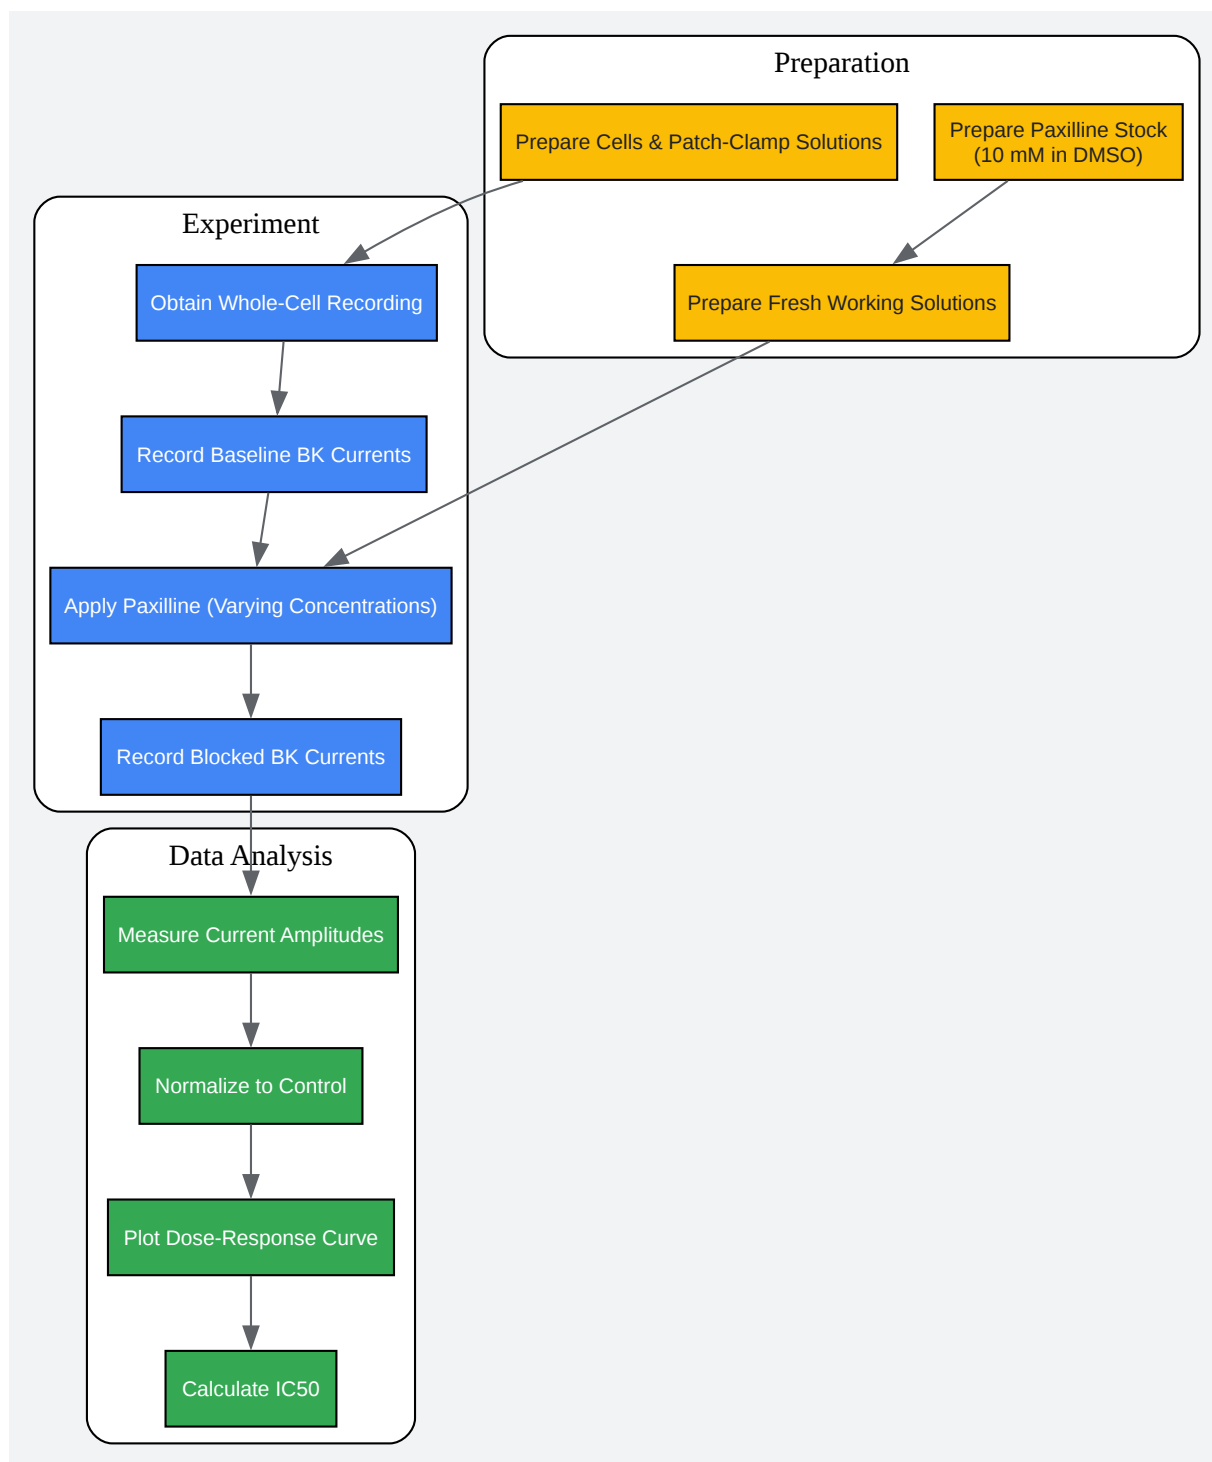 Preparation
Prepare Cells & Patch-Clamp Solutions
Prepare Paxilline Stock
(10 mM in DMSO)
Prepare Fresh Working Solutions
Experiment
Obtain Whole-Cell Recording
Record Baseline BK Currents
Apply Paxilline (Varying Concentrations)
Record Blocked BK Currents
Data Analysis
Measure Current Amplitudes
Normalize to Control
Plot Dose-Response Curve
Calculate IC50